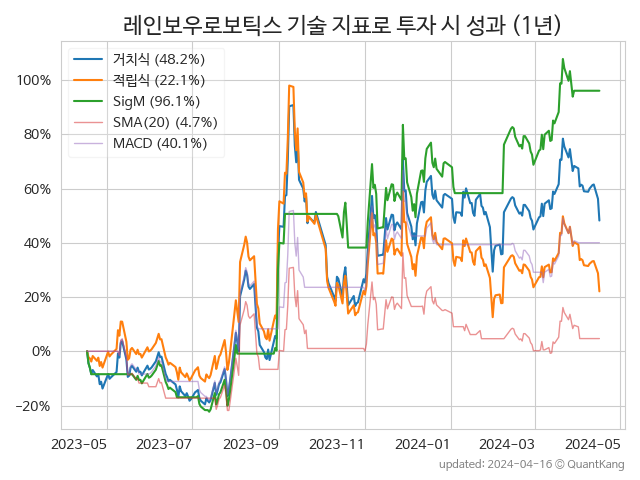 레인보우로보틱스 기술 지표로 투자 시 성과 (1년)
거치식 (48.2%)
적립식 (22.1%)
SigM (96.1%)
SMA(20) (4.7%)
MACD (40.1%)
100%
80%
60%
40%
20%
0%
−20%
2023−05 2023−07 2023−09 2023−11 2024−01 2024−03 2024−05
updated: 2024−04−16 © QuantKang